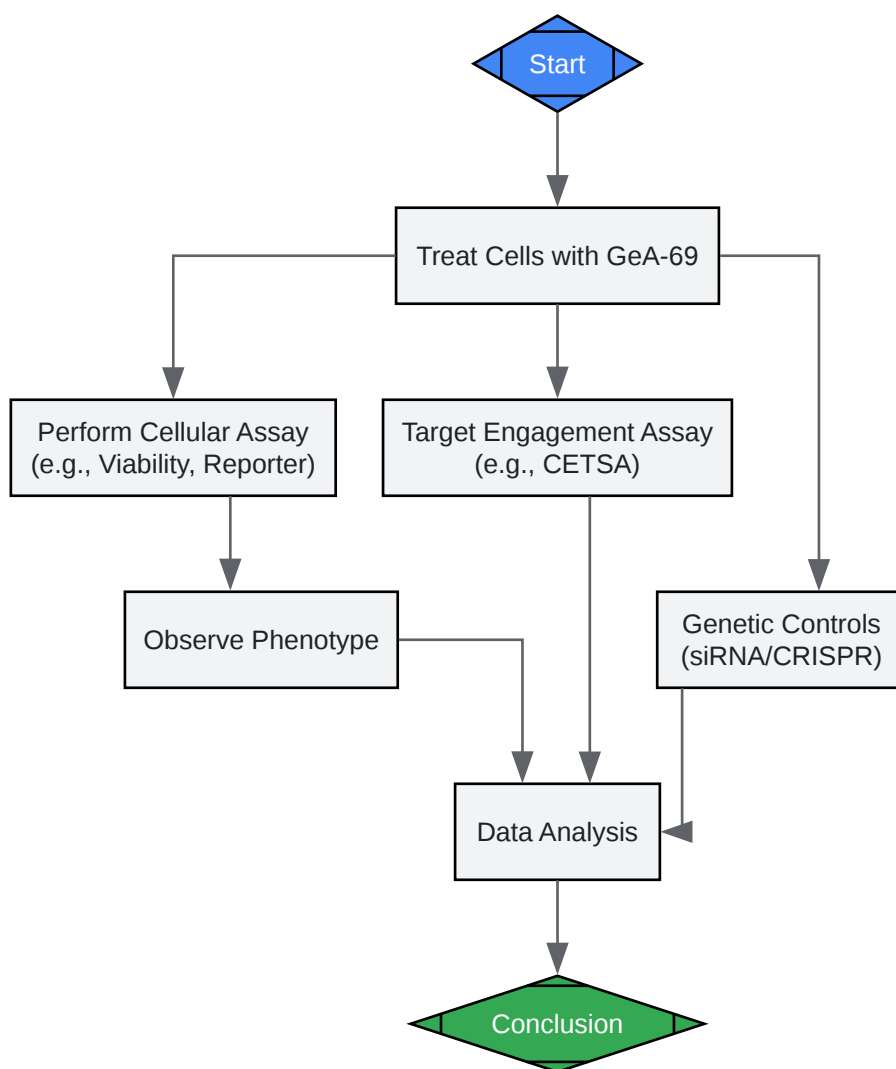 Start
Treat Cells with GeA-69
Perform Cellular Assay
(e.g., Viability, Reporter)
Target Engagement Assay
(e.g., CETSA)
Observe Phenotype
Genetic Controls
(siRNA/CRISPR)
Data Analysis
Conclusion